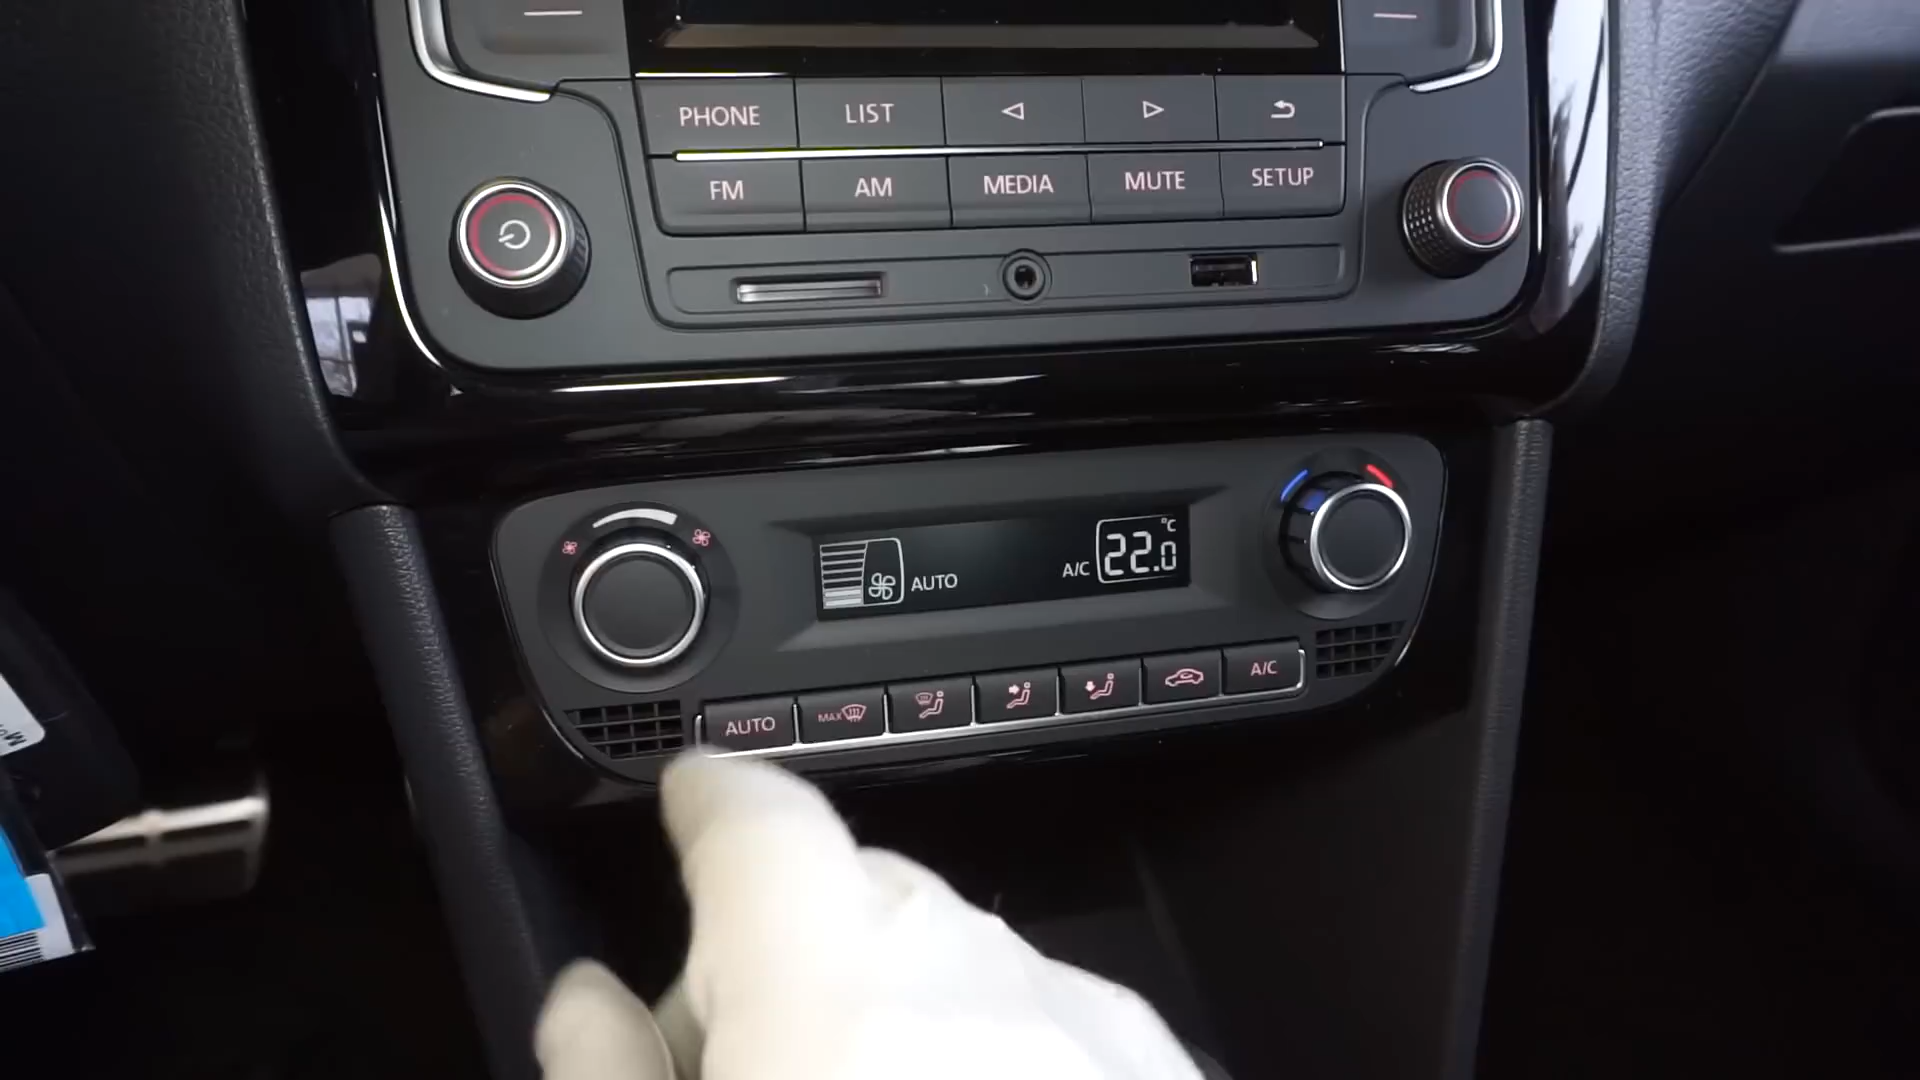 PHONE LIST
FM AM MEDIA MUTE SETUP
AUTO A/C 22.0 °C
AUTO MAX A/C